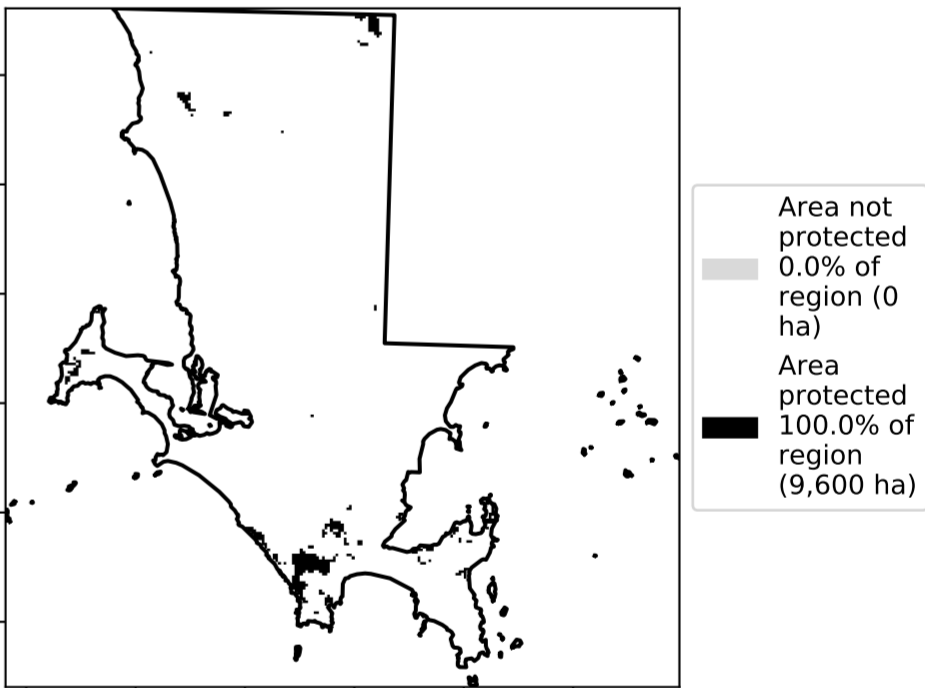 Area not
protected
0.0% of
region (0
ha)
Area
protected
100.0% of
region
(9,600 ha)